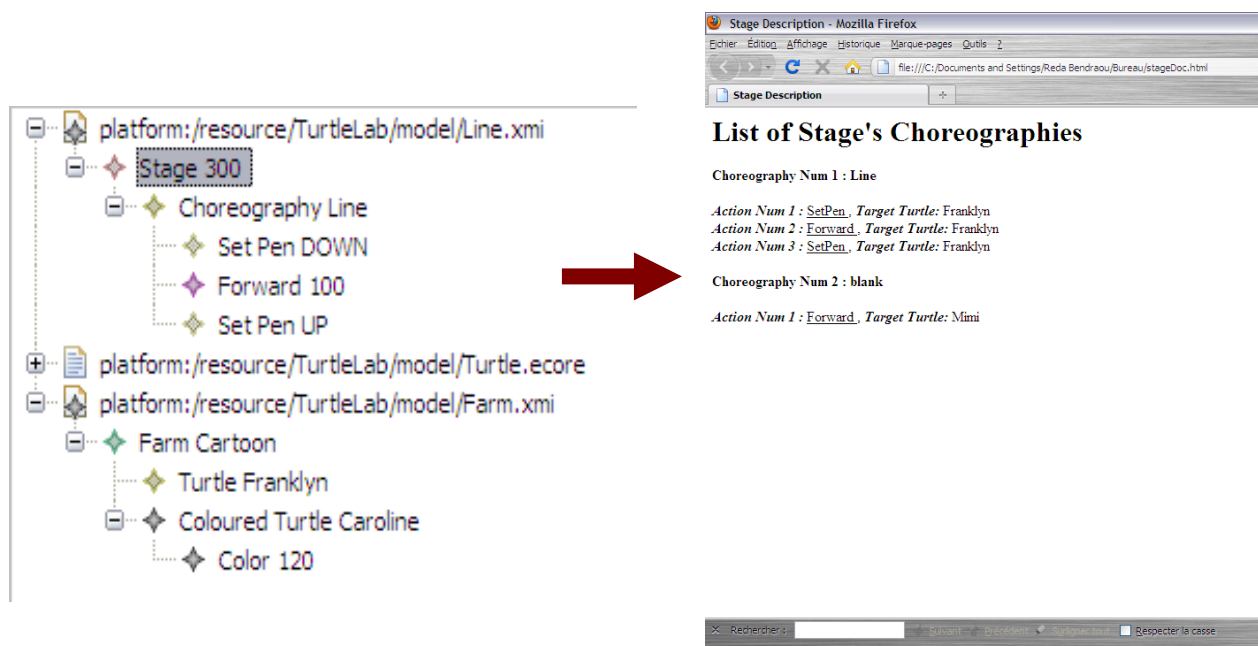 platform:/resource/TurtleLab/model/Line.xmi
Stage 300
Choreography Line
Set Pen DOWN
Forward 100
Set Pen UP
platform:/resource/TurtleLab/model/Turtle.ecore
platform:/resource/TurtleLab/model/Farm.xmi
Farm Cartoon
Turtle Franklyn
Coloured Turtle Caroline
Color 120
Stage Description - Mozilla Firefox
Fichier Édition Affichage Historique Marque-pages Outils ?
file:///C:/Documents and Settings/Reda Bendraou/Bureau/stageDoc.html
Stage Description
List of Stage's Choreographies
Choreography Num 1 : Line
Action Num 1 : SetPen , Target Turtle: Franklyn
Action Num 2 : Forward , Target Turtle: Franklyn
Action Num 3 : SetPen , Target Turtle: Franklyn
Choreography Num 2 : blank
Action Num 1 : Forward , Target Turtle: Mimi
Rechercher : Suivant Précédent Surligner tout Respecter la casse